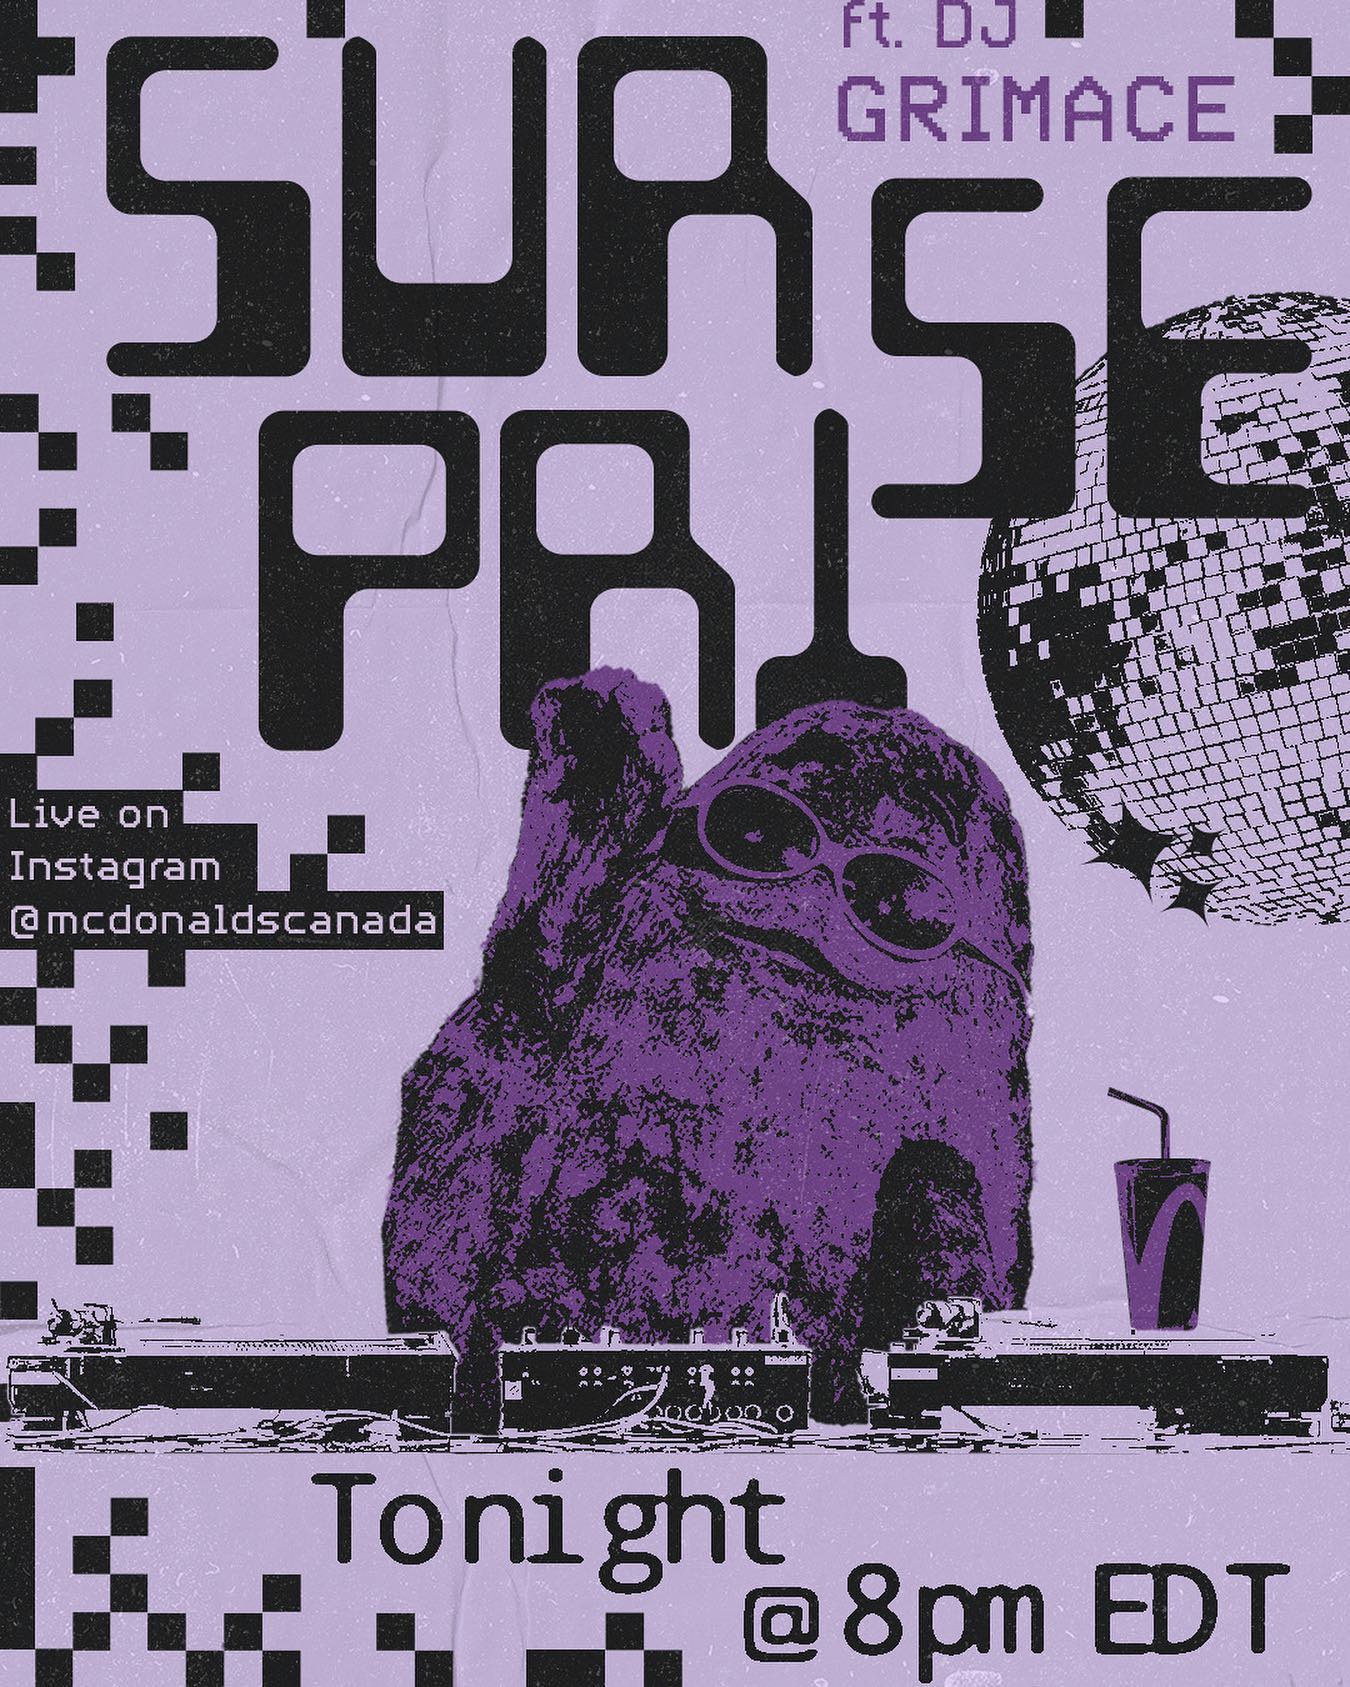 ft. DJ
GRIMACE
SUR
PRI
SE
Live on
Instagram
@mcdonaldscanada
Tonight
@8pm EDT